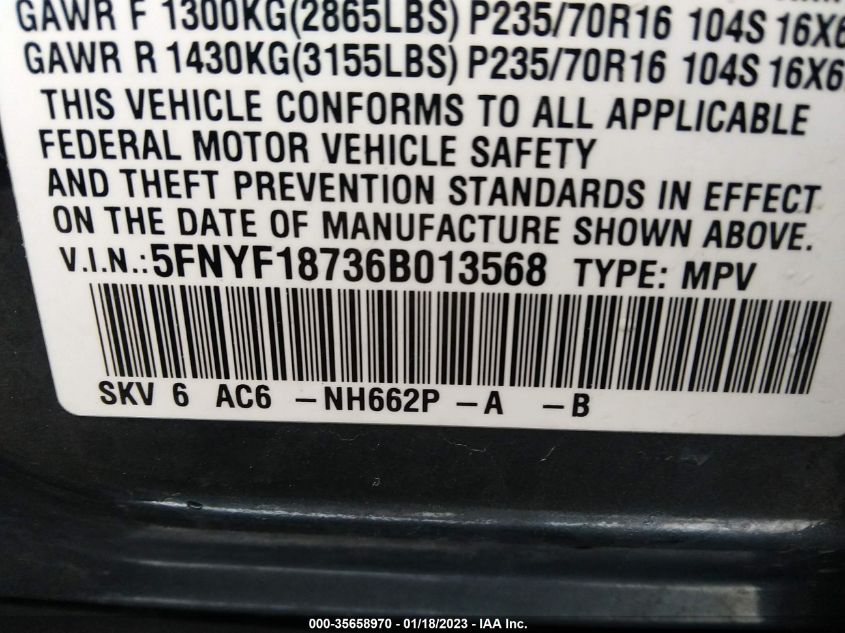 GAWR F 1300KG(2865LBS) P235/70R16 104S 16X6
GAWR R 1430KG(3155LBS) P235/70R16 104S 16X6
THIS VEHICLE CONFORMS TO ALL APPLICABLE
FEDERAL MOTOR VEHICLE SAFETY
AND THEFT PREVENTION STANDARDS IN EFFECT
ON THE DATE OF MANUFACTURE SHOWN ABOVE.
V.I.N.: 5FNYF18736B013568 TYPE: MPV
SKV 6 AC6 -NH662P -A -B
000-35658970 - 01/18/2023 - IAA Inc.